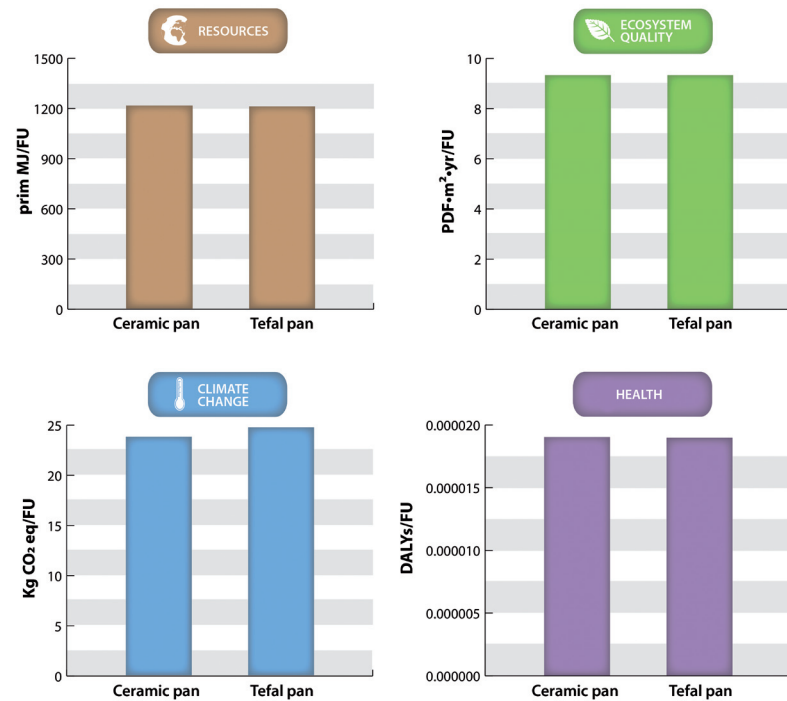 RESOURCES
prim MJ/FU
1500
1200
900
600
300
0
Ceramic pan
Tefal pan
ECOSYSTEM
QUALITY
PDF•m²•yr/FU
10
8
6
4
2
0
Ceramic pan
Tefal pan
CLIMATE
CHANGE
Kg CO₂ eq/FU
25
20
15
10
5
0
Ceramic pan
Tefal pan
HEALTH
DALYs/FU
0.000020
0.000015
0.000010
0.000005
0.000000
Ceramic pan
Tefal pan